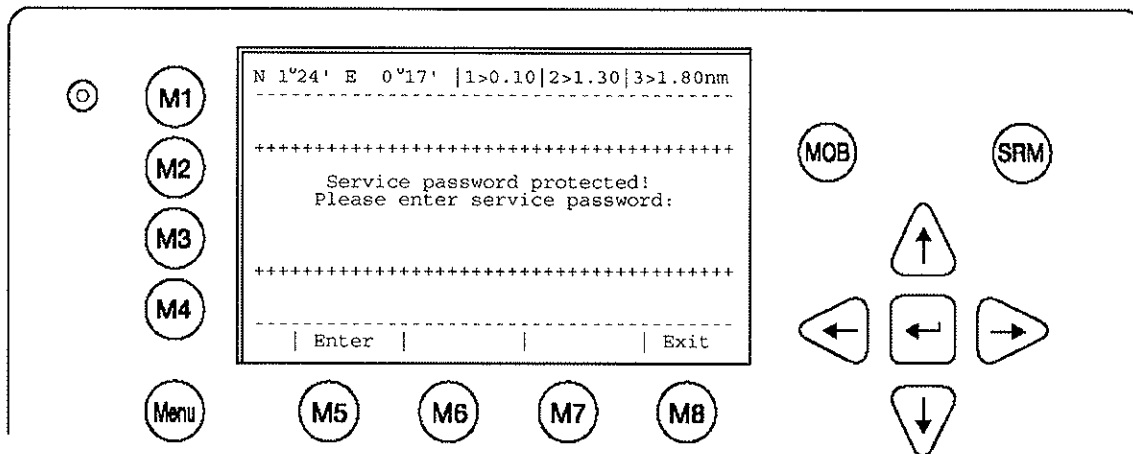 N 1°24' E 0°17' |1>0.10|2>1.30|3>1.80nm
------------------------------------------
+++++++++++++++++++++++++++++++++++++++++
Service password protected!
Please enter service password:
+++++++++++++++++++++++++++++++++++++++++
------------------------------------------
| Enter | | | Exit
M1
M2
M3
M4
Menu
M5
M6
M7
M8
MOB
SRM